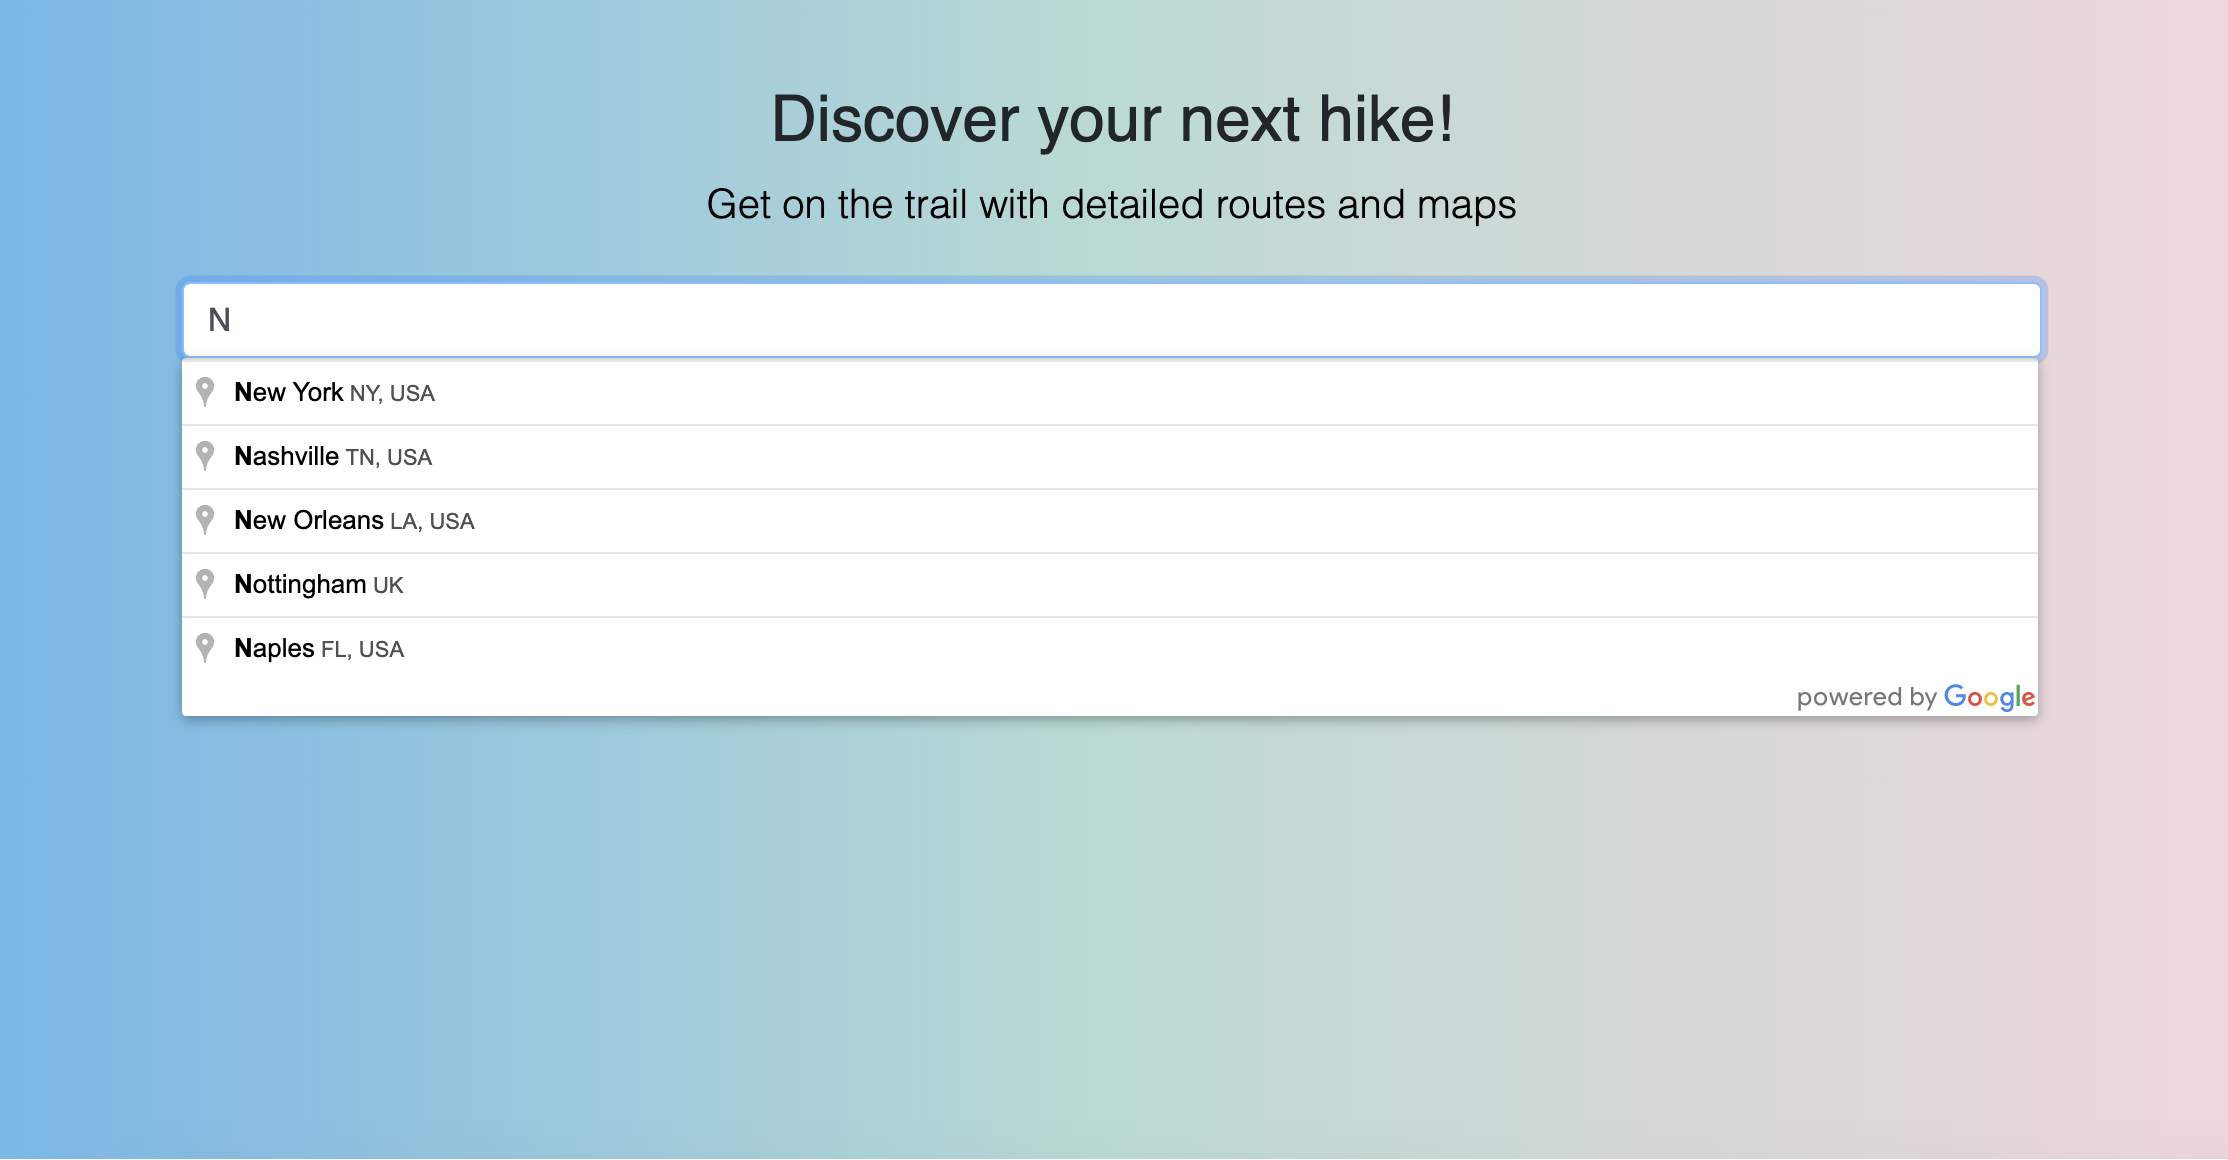 Discover your next hike!
Get on the trail with detailed routes and maps
N
New York NY, USA
Nashville TN, USA
New Orleans LA, USA
Nottingham UK
Naples FL, USA
powered by Google